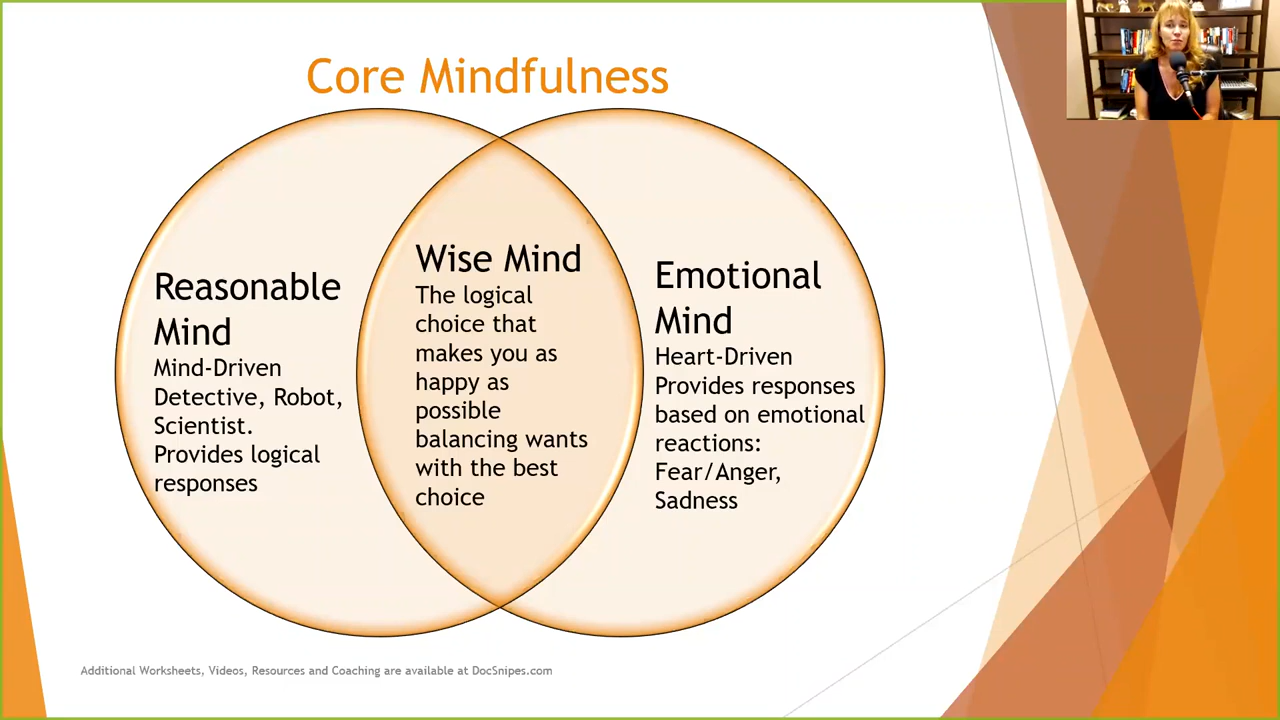 Core Mindfulness
Reasonable
Mind
Mind-Driven
Detective, Robot,
Scientist.
Provides logical
responses
Wise Mind
The logical
choice that
makes you as
happy as
possible
balancing wants
with the best
choice
Emotional
Mind
Heart-Driven
Provides responses
based on emotional
reactions:
Fear/Anger,
Sadness
Additional Worksheets, Videos, Resources and Coaching are available at DocSnipes.com